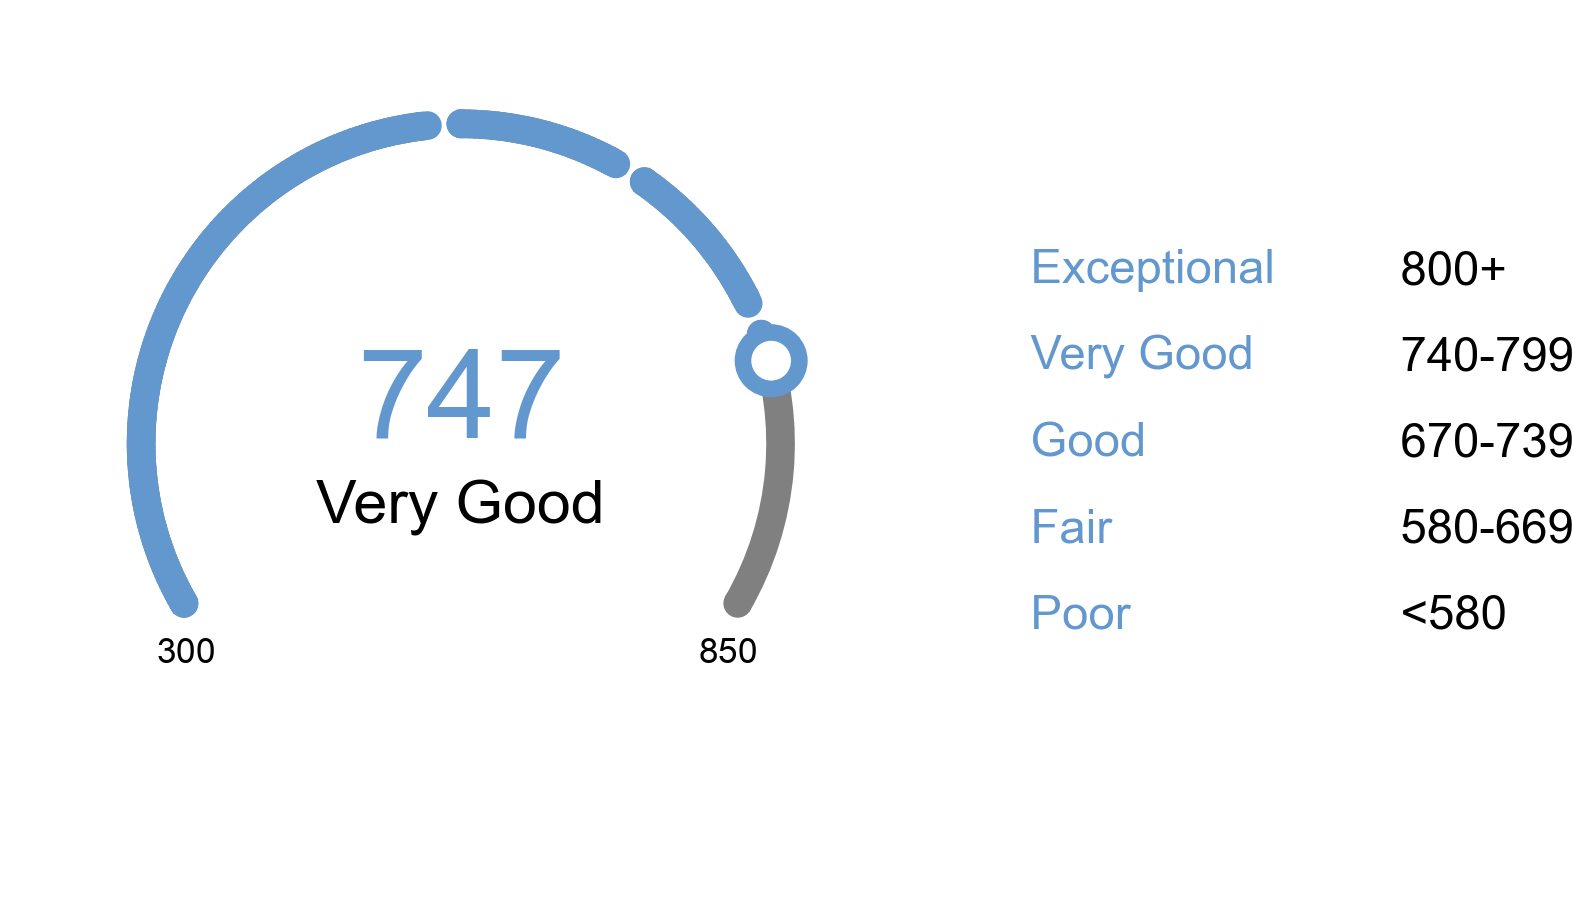 747
Very Good
300
850
Exceptional 800+
Very Good 740-799
Good 670-739
Fair 580-669
Poor <580